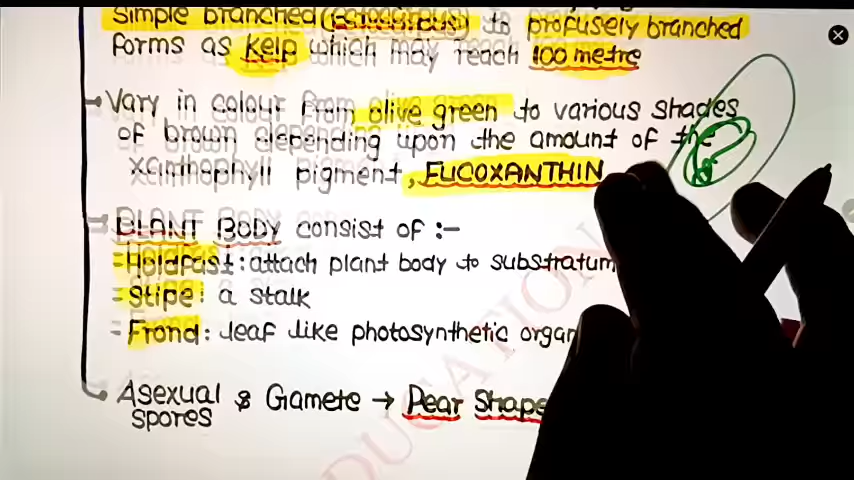 Simple branched (Ectocarpus) to profusely branched
forms as kelp which may reach 100 metre
Vary in colour from olive green to various shades
of brown depending upon the amount of the
xanthophyll pigment, FUCOXANTHIN
PLANT BODY consist of :-
= Holdfast: attach plant body to substratum
= Stipe: a stalk
- Frond: leaf like photosynthetic organ
Asexual & Gamete → Pear Shape
spores
DUCATION